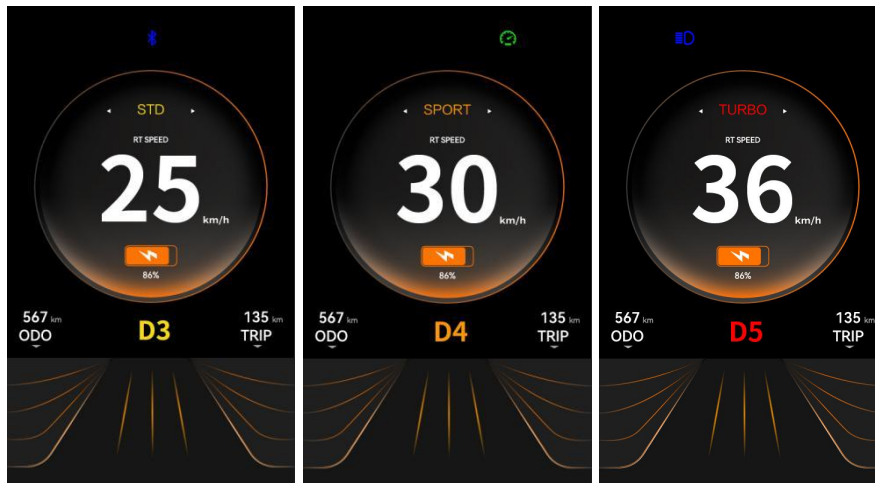 STD
RT SPEED
25 km/h
86%
567 km
ODO
D3
135 km
TRIP
SPORT
RT SPEED
30 km/h
86%
567 km
ODO
D4
135 km
TRIP
TURBO
RT SPEED
36 km/h
86%
567 km
ODO
D5
135 km
TRIP